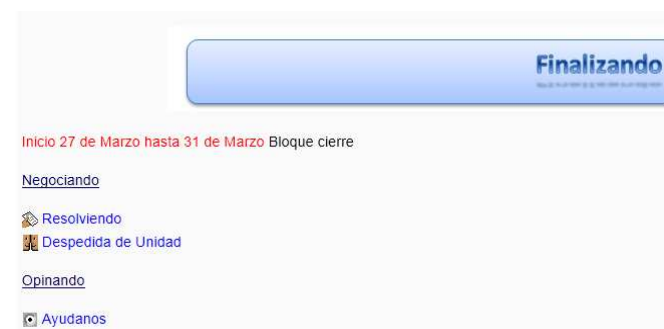 Finalizando
Inicio 27 de Marzo hasta 31 de Marzo Bloque cierre
Negociando
Resolviendo
Despedida de Unidad
Opinando
Ayudanos